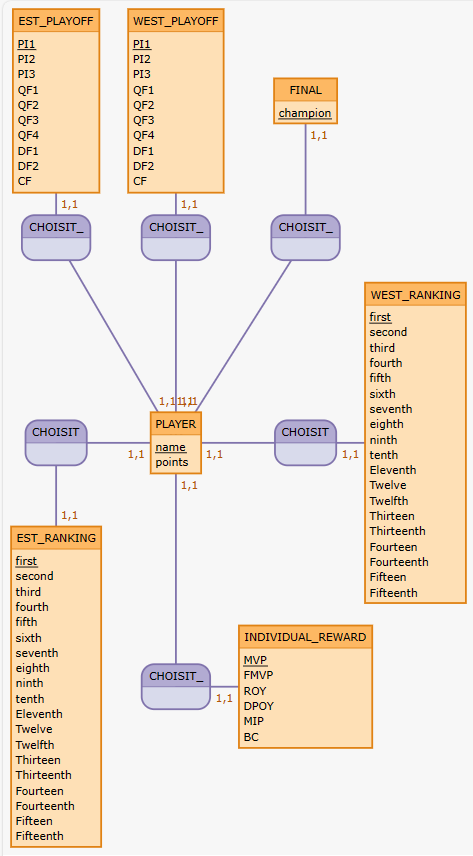 EST_PLAYOFF
PI1
PI2
PI3
QF1
QF2
QF3
QF4
DF1
DF2
CF
1,1
CHOISIT_
WEST_PLAYOFF
PI1
PI2
PI3
QF1
QF2
QF3
QF4
DF1
DF2
CF
1,1
CHOISIT_
FINAL
champion
1,1
CHOISIT_
WEST_RANKING
first
second
third
fourth
fifth
sixth
seventh
eighth
ninth
tenth
Eleventh
Twelve
Twelfth
Thirteen
Thirteenth
Fourteen
Fourteenth
Fifteen
Fifteenth
1,1
1,1
1,1
PLAYER
name
points
CHOISIT
1,1
1,1
CHOISIT
1,1
1,1
1,1
1,1
EST_RANKING
first
second
third
fourth
fifth
sixth
seventh
eighth
ninth
tenth
Eleventh
Twelve
Twelfth
Thirteen
Thirteenth
Fourteen
Fourteenth
Fifteen
Fifteenth
CHOISIT_
1,1
INDIVIDUAL_REWARD
MVP
FMVP
ROY
DPOY
MIP
BC